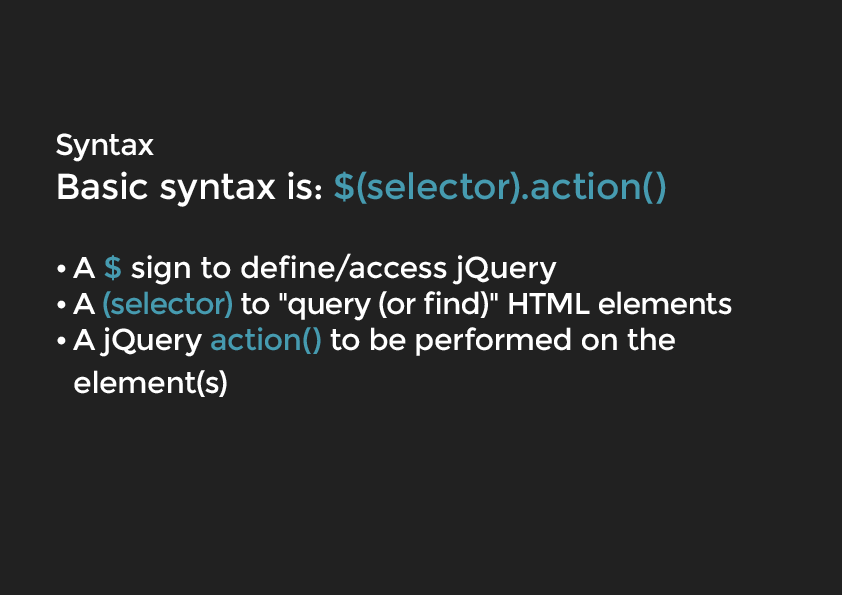 Syntax
Basic syntax is: $(selector).action()
• A $ sign to define/access jQuery
• A (selector) to "query (or find)" HTML elements
• A jQuery action() to be performed on the
element(s)